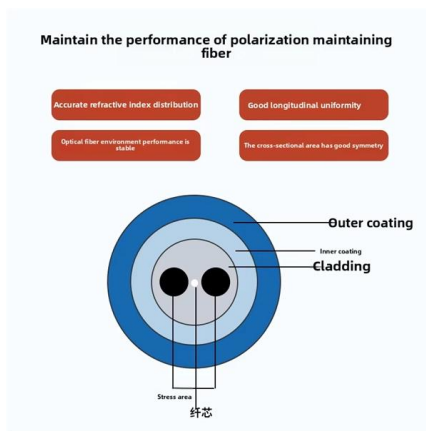 Maintain the performance of polarization maintaining
fiber
Accurate refractive index distribution
Good longitudinal uniformity
Optical fiber environment performance is
stable
The cross-sectional area has good symmetry
Outer coating
Inner coating
Cladding
Stress area
纤芯